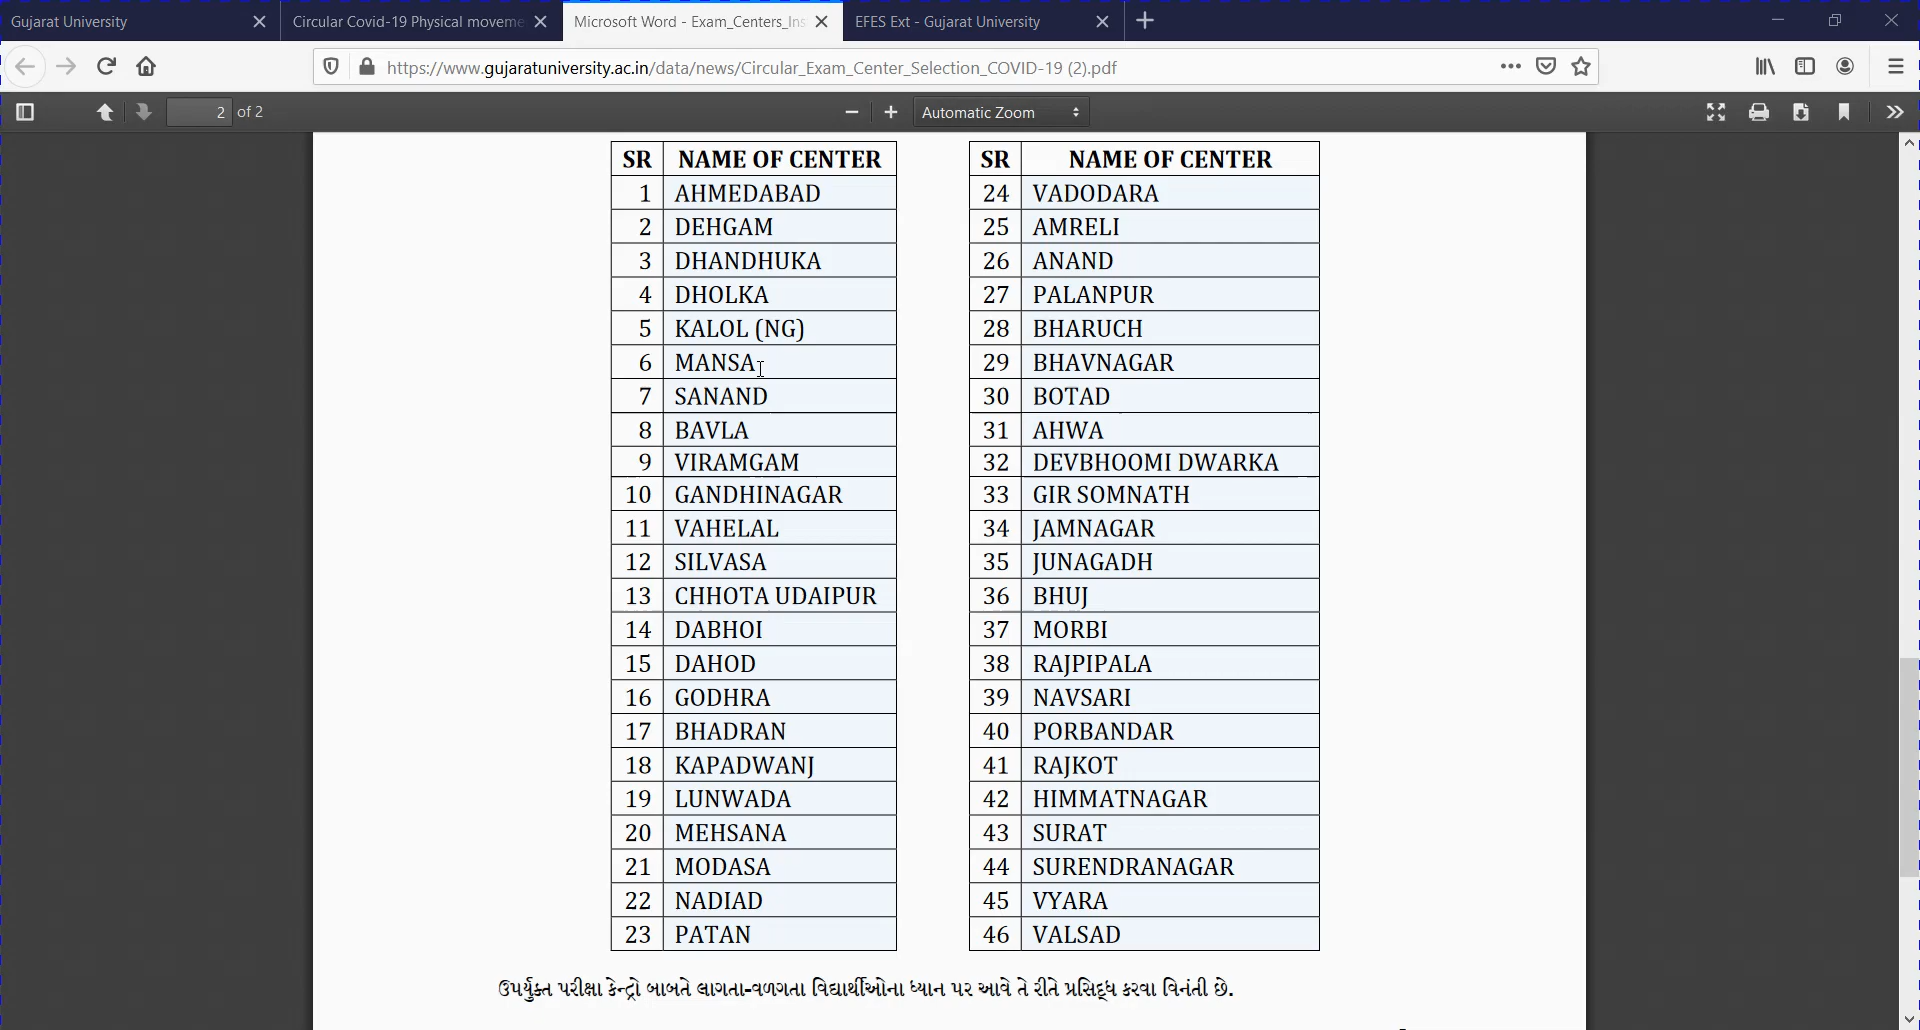 Gujarat University
Circular Covid-19 Physical moveme
Microsoft Word - Exam_Centers_Ins
EFES Ext - Gujarat University
https://www.gujaratuniversity.ac.in/data/news/Circular_Exam_Center_Selection_COVID-19 (2).pdf
2 of 2
Automatic Zoom
SR NAME OF CENTER
1 AHMEDABAD
2 DEHGAM
3 DHANDHUKA
4 DHOLKA
5 KALOL (NG)
6 MANSA
7 SANAND
8 BAVLA
9 VIRAMGAM
10 GANDHINAGAR
11 VAHELAL
12 SILVASA
13 CHHOTA UDAIPUR
14 DABHOI
15 DAHOD
16 GODHRA
17 BHADRAN
18 KAPADWANJ
19 LUNWADA
20 MEHSANA
21 MODASA
22 NADIAD
23 PATAN
SR NAME OF CENTER
24 VADODARA
25 AMRELI
26 ANAND
27 PALANPUR
28 BHARUCH
29 BHAVNAGAR
30 BOTAD
31 AHWA
32 DEVBHOOMI DWARKA
33 GIR SOMNATH
34 JAMNAGAR
35 JUNAGADH
36 BHUJ
37 MORBI
38 RAJPIPALA
39 NAVSARI
40 PORBANDAR
41 RAJKOT
42 HIMMATNAGAR
43 SURAT
44 SURENDRANAGAR
45 VYARA
46 VALSAD
ઉપર્યુક્ત પરીક્ષા કેન્દ્રો બાબતે લાગતા-વળગતા વિદ્યાર્થીઓના ધ્યાન પર આવે તે રીતે પ્રસિદ્ધ કરવા વિનંતી છે.